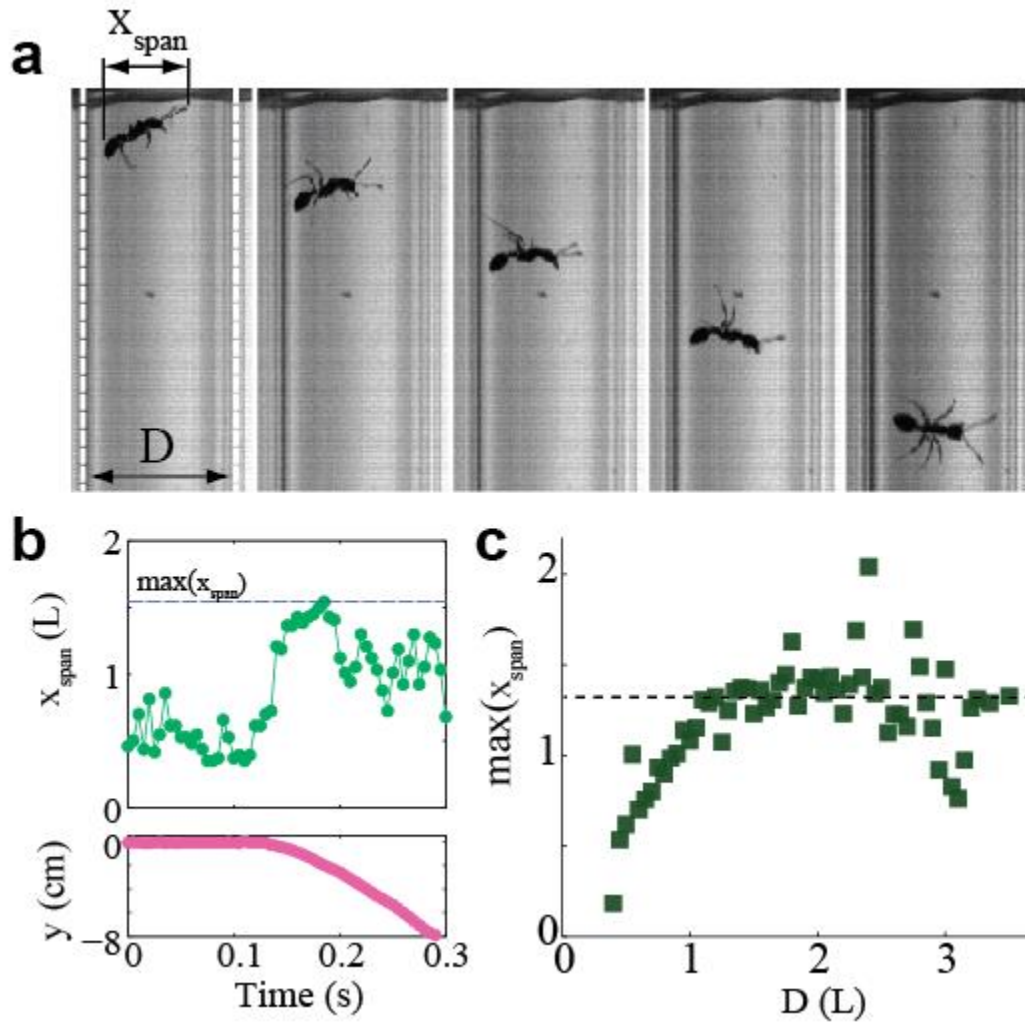 a
X_span
D
b
2
max(x_span)
x_span (L)
1
0
0
y (cm)
−8
0
0.1
0.2
0.3
Time (s)
c
2
max(x_span)
1
0
0
1
2
3
D (L)